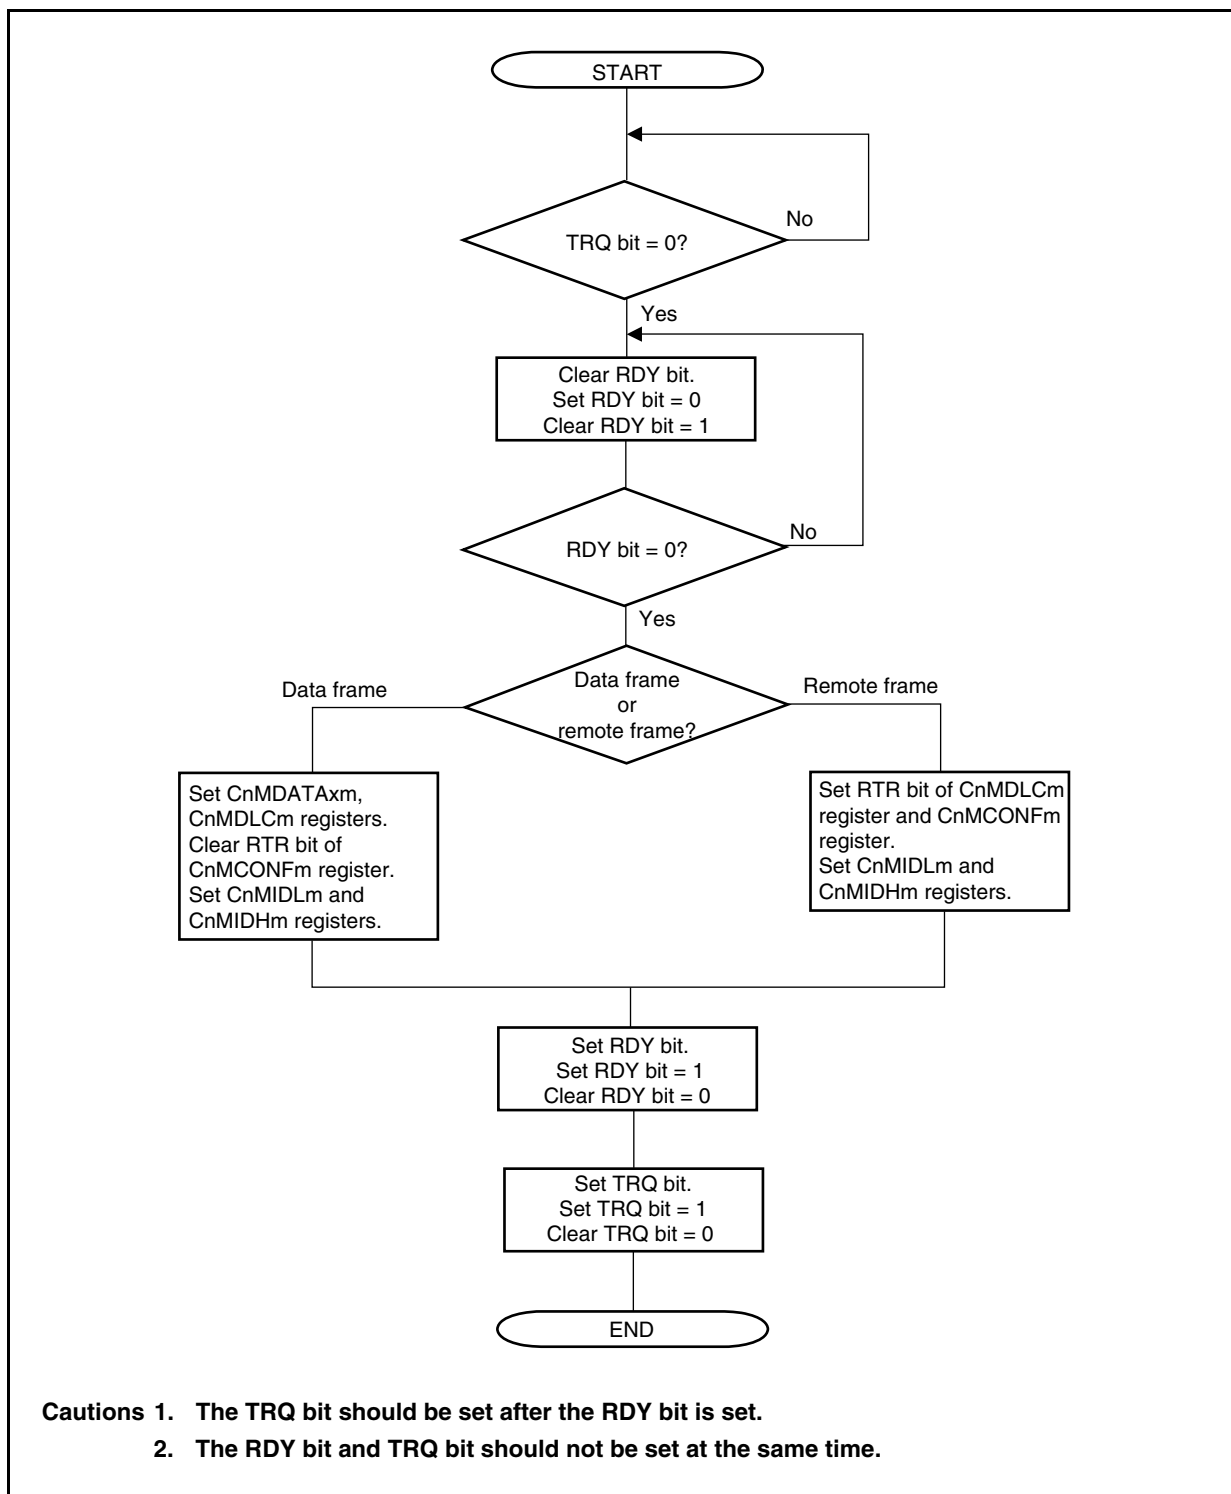 START
No
TRQ bit = 0?
Yes
Clear RDY bit.
Set RDY bit = 0
Clear RDY bit = 1
No
RDY bit = 0?
Yes
Data frame
Data frame
or
remote frame?
Remote frame
Set CnMDATAxm,
CnMDLCm registers.
Clear RTR bit of
CnMCONFm register.
Set CnMIDLm and
CnMIDHm registers.
Set RTR bit of CnMDLCm
register and CnMCONFm
register.
Set CnMIDLm and
CnMIDHm registers.
Set RDY bit.
Set RDY bit = 1
Clear RDY bit = 0
Set TRQ bit.
Set TRQ bit = 1
Clear TRQ bit = 0
END
Cautions 1. The TRQ bit should be set after the RDY bit is set.
2. The RDY bit and TRQ bit should not be set at the same time.